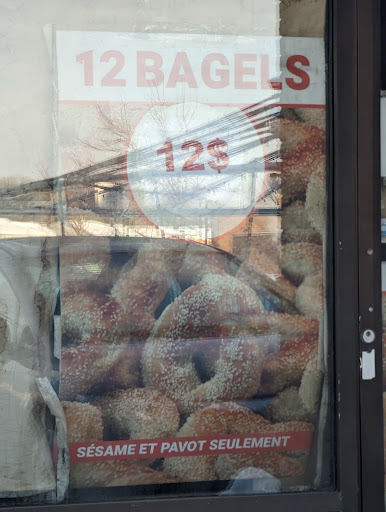 12 BAGELS
12$
SÉSAME ET PAVOT SEULEMENT